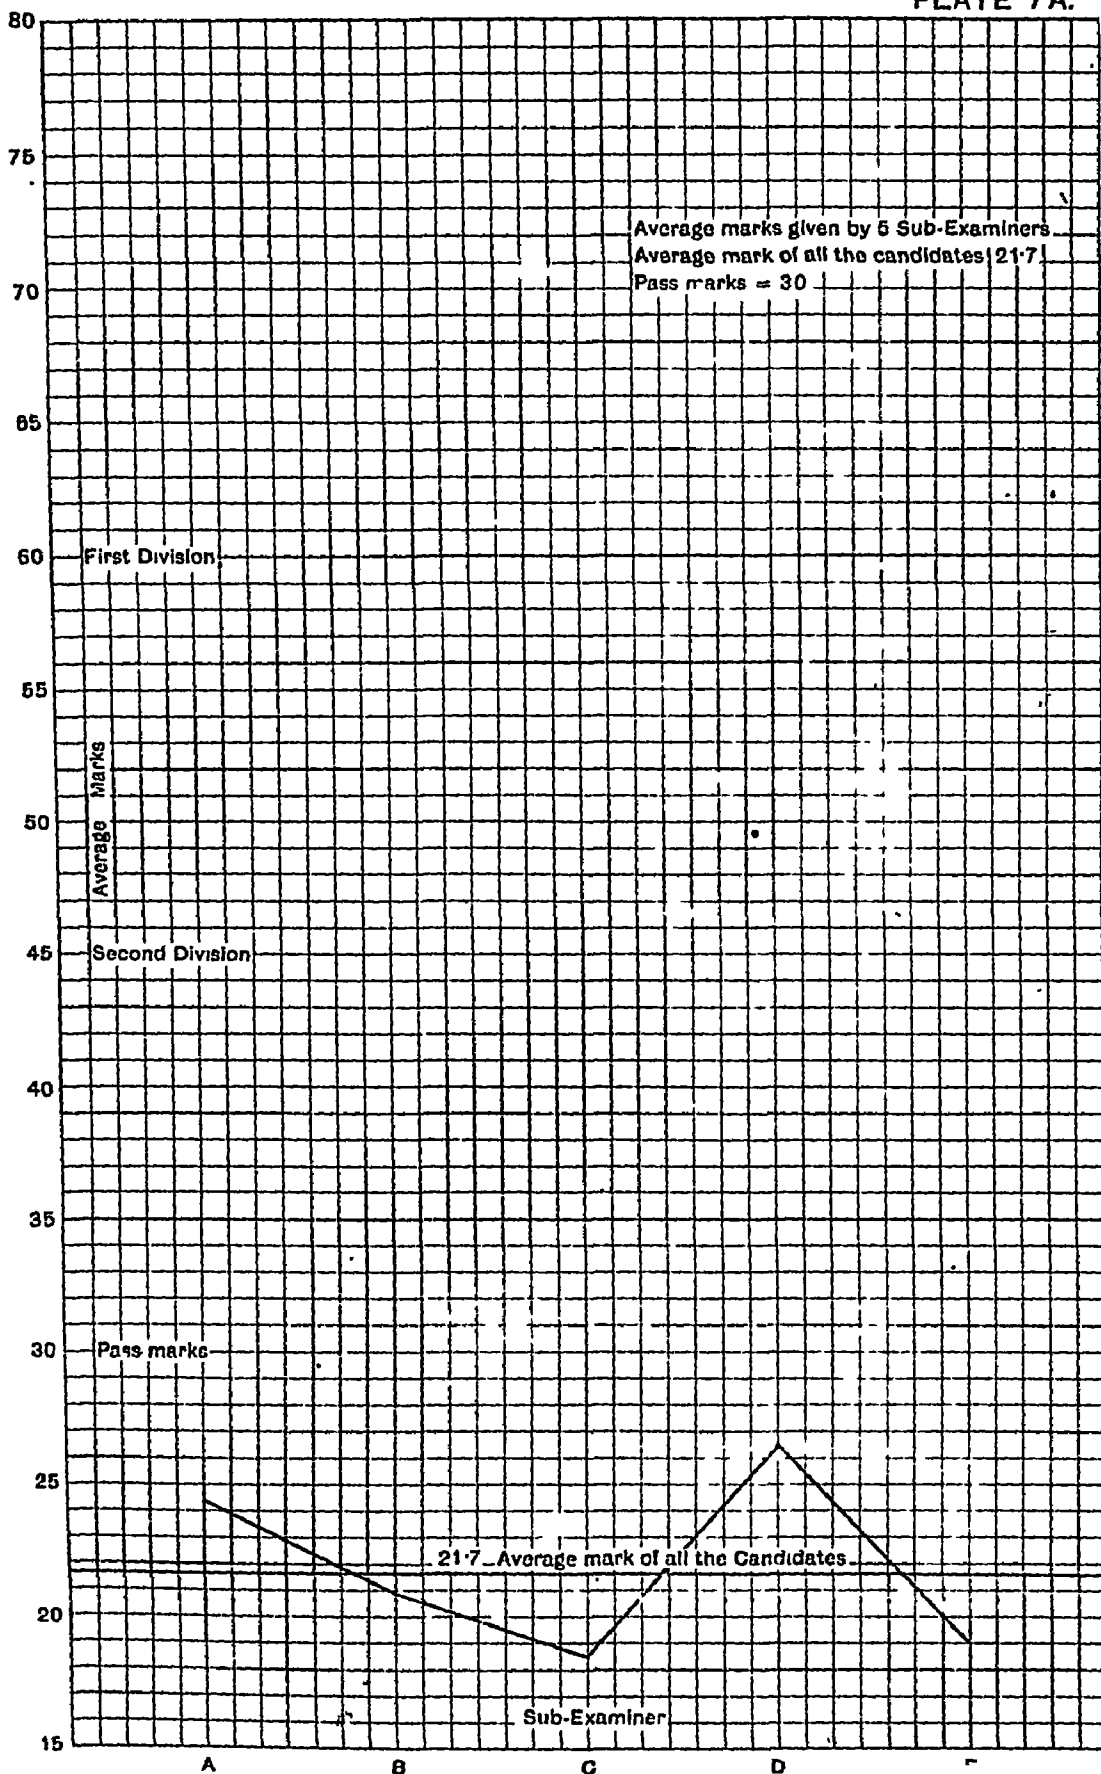 PLATE 7A.
80
75
Average marks given by 5 Sub-Examiners
Average mark of all the candidates 21·7
Pass marks = 30
70
65
60 First Division
55
Average Marks
50
45 Second Division
40
35
30 Pass marks
25
21·7 Average mark of all the Candidates
20
Sub-Examiner
15
A B C D